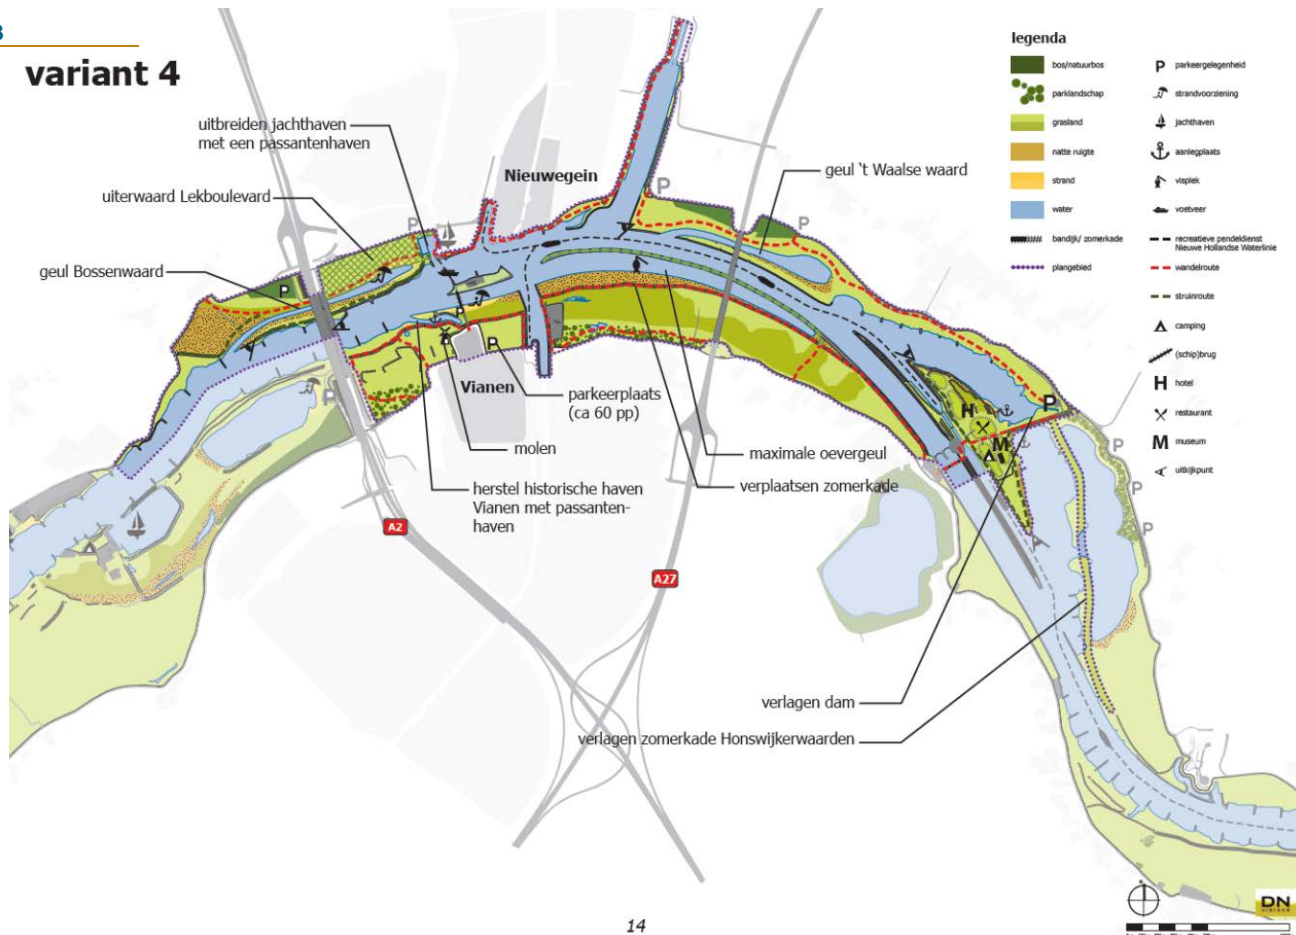 3
variant 4
uitbreiden jachthaven
met een passantenhaven
uiterwaard Lekboulevard
geul Bossenwaard
Nieuwegein
geul 't Waalse waard
Vianen
parkeerplaats
(ca 60 pp)
molen
herstel historische haven
Vianen met passanten-
haven
maximale oevergeul
verplaatsen zomerkade
A2
A27
verlagen dam
verlagen zomerkade Honswijkerwaarden
P
P
P
P
P
P
P
P
P
P
P
P
H
M
legenda
bos/natuurbos
parklandschap
grasland
natte ruigte
strand
water
bandijk/ zomerkade
plangebied
P parkeergelegenheid
strandvoorziening
jachthaven
aanlegplaats
visplek
voetveer
recreatieve pendeldienst
Nieuwe Hollandse Waterlinie
wandelroute
struinroute
camping
(schip)brug
H hotel
restaurant
M museum
uitkijkpunt
DN
14